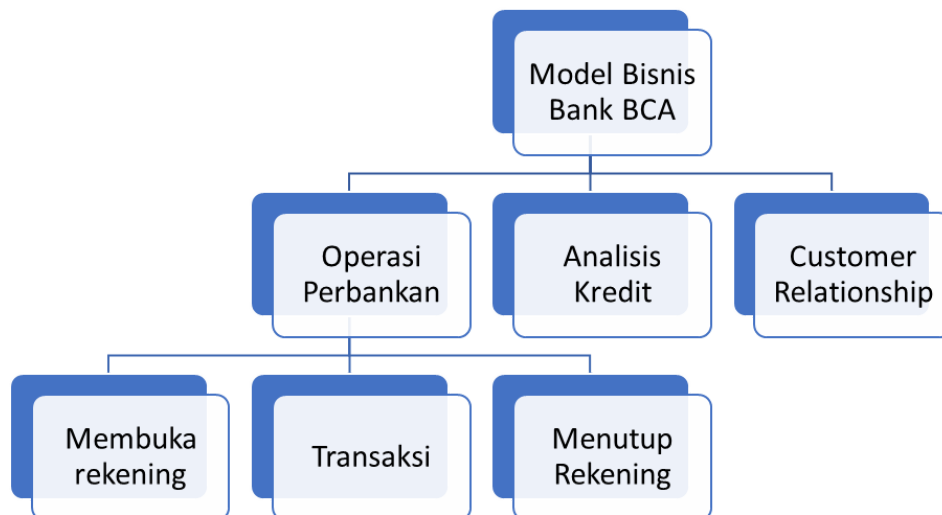 Model Bisnis
Bank BCA
Operasi
Perbankan
Analisis
Kredit
Customer
Relationship
Membuka
rekening
Transaksi
Menutup
Rekening